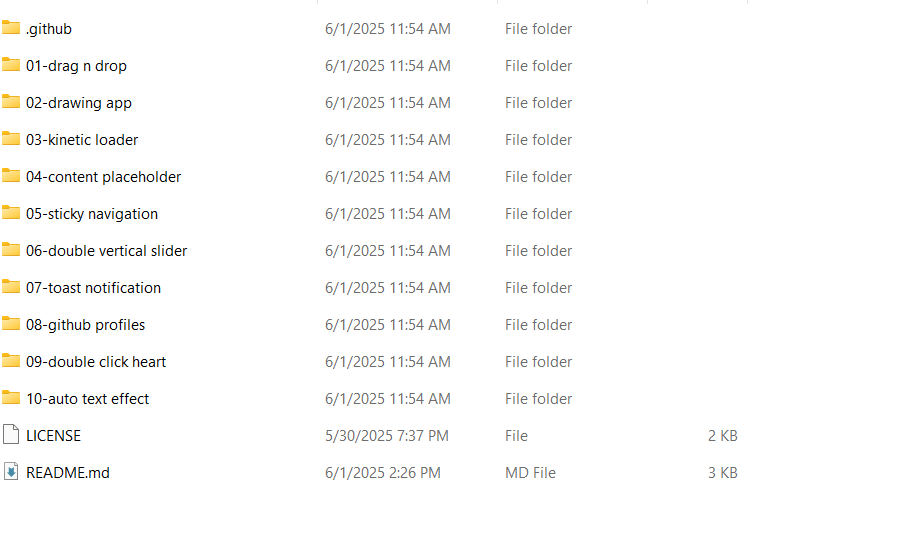 .github 6/1/2025 11:54 AM File folder
01-drag n drop 6/1/2025 11:54 AM File folder
02-drawing app 6/1/2025 11:54 AM File folder
03-kinetic loader 6/1/2025 11:54 AM File folder
04-content placeholder 6/1/2025 11:54 AM File folder
05-sticky navigation 6/1/2025 11:54 AM File folder
06-double vertical slider 6/1/2025 11:54 AM File folder
07-toast notification 6/1/2025 11:54 AM File folder
08-github profiles 6/1/2025 11:54 AM File folder
09-double click heart 6/1/2025 11:54 AM File folder
10-auto text effect 6/1/2025 11:54 AM File folder
LICENSE 5/30/2025 7:37 PM File 2 KB
README.md 6/1/2025 2:26 PM MD File 3 KB